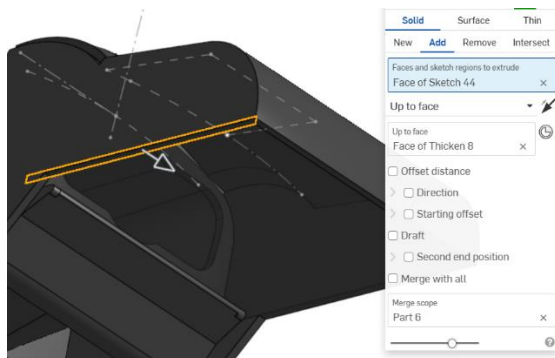 Solid Surface Thin
New Add Remove Intersect
Faces and sketch regions to extrude
Face of Sketch 44
Up to face
Up to face
Face of Thicken 8
Offset distance
Direction
Starting offset
Draft
Second end position
Merge with all
Merge scope
Part 6